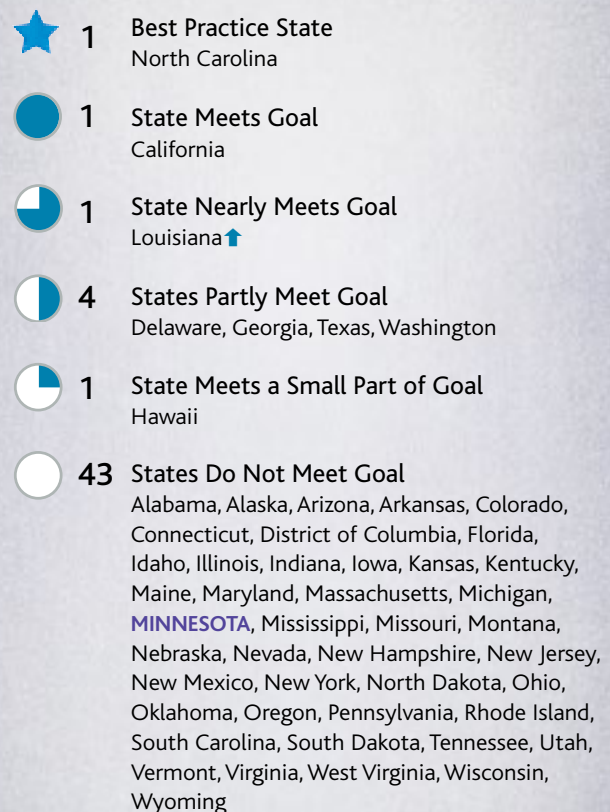 1 Best Practice State
North Carolina
1 State Meets Goal
California
1 State Nearly Meets Goal
Louisiana
4 States Partly Meet Goal
Delaware, Georgia, Texas, Washington
1 State Meets a Small Part of Goal
Hawaii
43 States Do Not Meet Goal
Alabama, Alaska, Arizona, Arkansas, Colorado,
Connecticut, District of Columbia, Florida,
Idaho, Illinois, Indiana, Iowa, Kansas, Kentucky,
Maine, Maryland, Massachusetts, Michigan,
MINNESOTA, Mississippi, Missouri, Montana,
Nebraska, Nevada, New Hampshire, New Jersey,
New Mexico, New York, North Dakota, Ohio,
Oklahoma, Oregon, Pennsylvania, Rhode Island,
South Carolina, South Dakota, Tennessee, Utah,
Vermont, Virginia, West Virginia, Wisconsin,
Wyoming